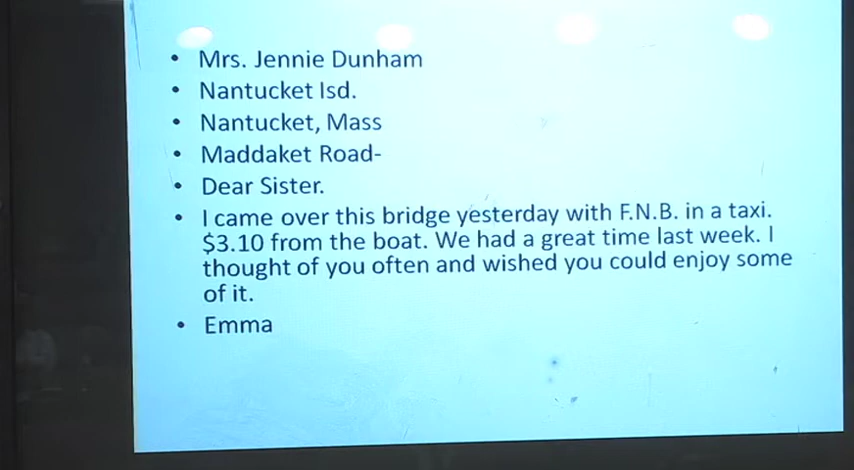 • Mrs. Jennie Dunham
• Nantucket Isd.
• Nantucket, Mass
• Maddaket Road-
• Dear Sister.
• I came over this bridge yesterday with F.N.B. in a taxi.
$3.10 from the boat. We had a great time last week. I
thought of you often and wished you could enjoy some
of it.
• Emma